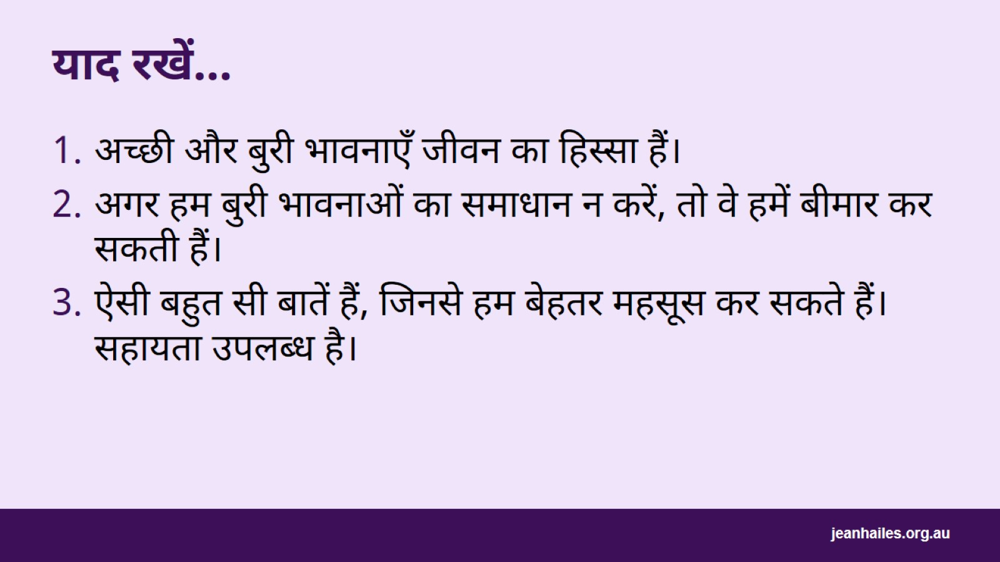 याद रखें...
1. अच्छी और बुरी भावनाएँ जीवन का हिस्सा हैं।
2. अगर हम बुरी भावनाओं का समाधान न करें, तो वे हमें बीमार कर
सकती हैं।
3. ऐसी बहुत सी बातें हैं, जिनसे हम बेहतर महसूस कर सकते हैं।
सहायता उपलब्ध है।
jeanhailes.org.au